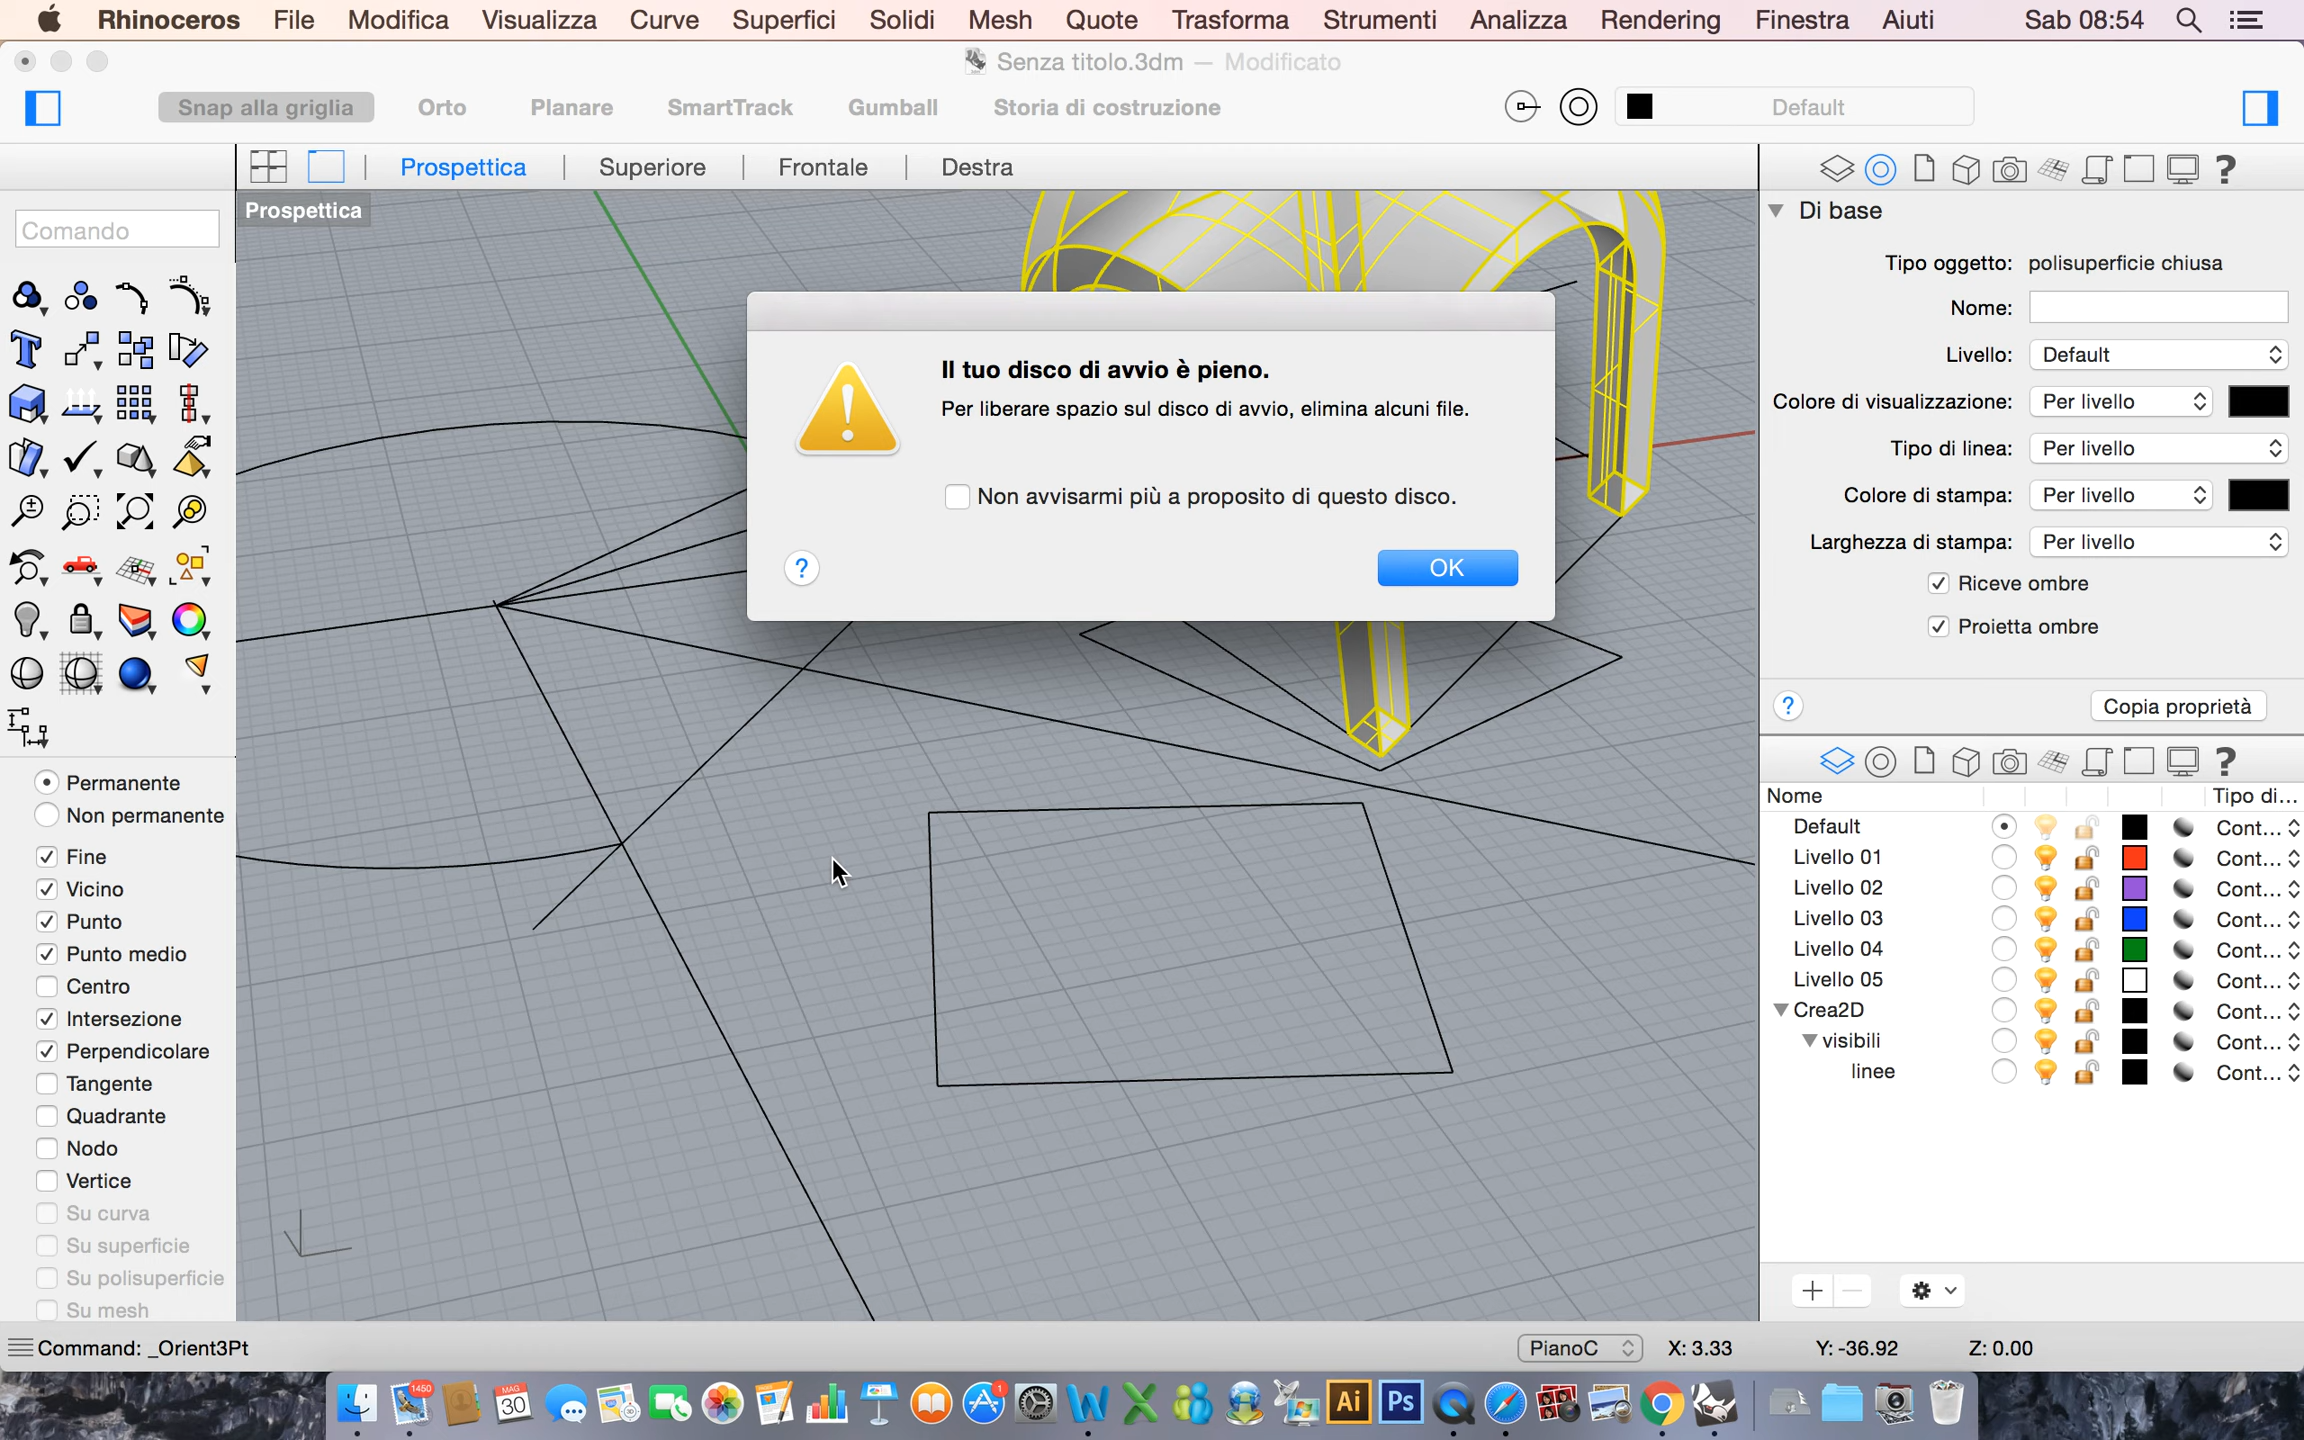 Rhinoceros File Modifica Visualizza Curve Superfici Solidi Mesh Quote Trasforma Strumenti Analizza Rendering Finestra Aiuti Sab 08:54
Senza titolo.3dm — Modificato
Snap alla griglia Orto Planare SmartTrack Gumball Storia di costruzione Default
Prospettica Superiore Frontale Destra
Prospettica
Comando
Il tuo disco di avvio è pieno.
Per liberare spazio sul disco di avvio, elimina alcuni file.
Non avvisarmi più a proposito di questo disco.
? OK
Di base
Tipo oggetto: polisuperficie chiusa
Nome:
Livello: Default
Colore di visualizzazione: Per livello
Tipo di linea: Per livello
Colore di stampa: Per livello
Larghezza di stampa: Per livello
Riceve ombre
Proietta ombre
? Copia proprietà
Permanente
Non permanente
Fine
Vicino
Punto
Punto medio
Centro
Intersezione
Perpendicolare
Tangente
Quadrante
Nodo
Vertice
Su curva
Su superficie
Su polisuperficie
Su mesh
Nome Tipo di...
Default Cont...
Livello 01 Cont...
Livello 02 Cont...
Livello 03 Cont...
Livello 04 Cont...
Livello 05 Cont...
Crea2D Cont...
visibili Cont...
linee Cont...
Command: _Orient3Pt
PianoC X: 3.33 Y: -36.92 Z: 0.00
1450
MAG
30
1
Ai
Ps